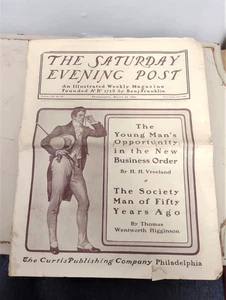 THE SATURDAY
EVENING POST
An Illustrated Weekly Magazine
Founded A° D¹ 1728 by Benj. Franklin
The
Young Man's
Opportunity
in the New
Business Order
By H. H. Vreeland
The Society
Man of Fifty
Years Ago
By Thomas
Wentworth Higginson
The Curtis Publishing Company Philadelphia